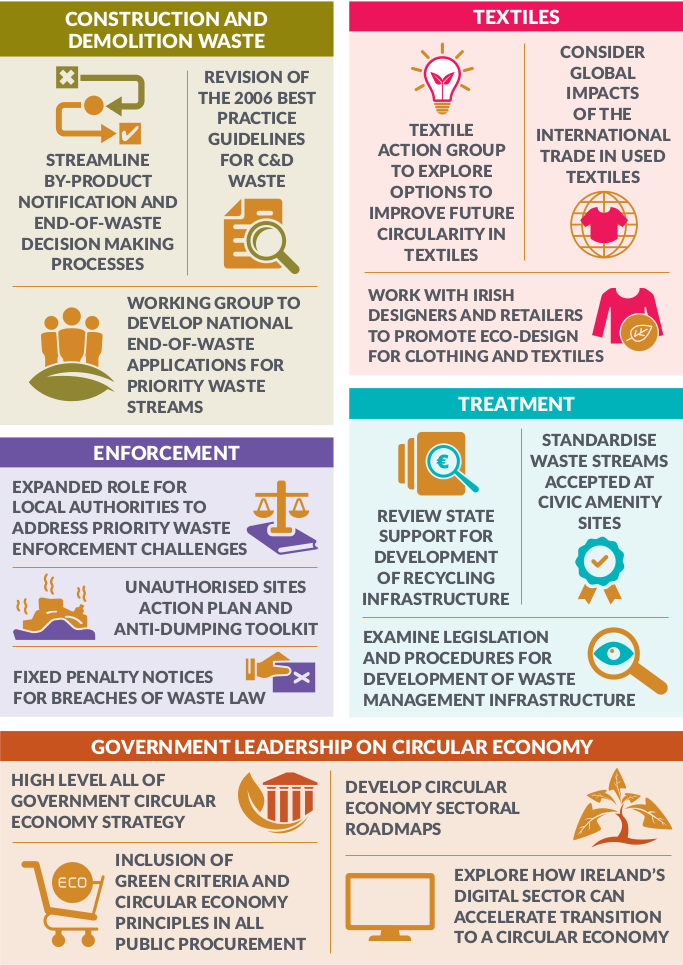 CONSTRUCTION AND
DEMOLITION WASTE
STREAMLINE
BY-PRODUCT
NOTIFICATION AND
END-OF-WASTE
DECISION MAKING
PROCESSES
REVISION OF
THE 2006 BEST
PRACTICE
GUIDELINES
FOR C&D
WASTE
WORKING GROUP TO
DEVELOP NATIONAL
END-OF-WASTE
APPLICATIONS FOR
PRIORITY WASTE
STREAMS
TEXTILES
TEXTILE
ACTION GROUP
TO EXPLORE
OPTIONS TO
IMPROVE FUTURE
CIRCULARITY IN
TEXTILES
CONSIDER
GLOBAL
IMPACTS
OF THE
INTERNATIONAL
TRADE IN USED
TEXTILES
WORK WITH IRISH
DESIGNERS AND RETAILERS
TO PROMOTE ECO-DESIGN
FOR CLOTHING AND TEXTILES
ENFORCEMENT
EXPANDED ROLE FOR
LOCAL AUTHORITIES TO
ADDRESS PRIORITY WASTE
ENFORCEMENT CHALLENGES
UNAUTHORISED SITES
ACTION PLAN AND
ANTI-DUMPING TOOLKIT
FIXED PENALTY NOTICES
FOR BREACHES OF WASTE LAW
TREATMENT
€
REVIEW STATE
SUPPORT FOR
DEVELOPMENT
OF RECYCLING
INFRASTRUCTURE
STANDARDISE
WASTE STREAMS
ACCEPTED AT
CIVIC AMENITY
SITES
EXAMINE LEGISLATION
AND PROCEDURES FOR
DEVELOPMENT OF WASTE
MANAGEMENT INFRASTRUCTURE
GOVERNMENT LEADERSHIP ON CIRCULAR ECONOMY
HIGH LEVEL ALL OF
GOVERNMENT CIRCULAR
ECONOMY STRATEGY
DEVELOP CIRCULAR
ECONOMY SECTORAL
ROADMAPS
ECO
INCLUSION OF
GREEN CRITERIA AND
CIRCULAR ECONOMY
PRINCIPLES IN ALL
PUBLIC PROCUREMENT
EXPLORE HOW IRELAND'S
DIGITAL SECTOR CAN
ACCELERATE TRANSITION
TO A CIRCULAR ECONOMY